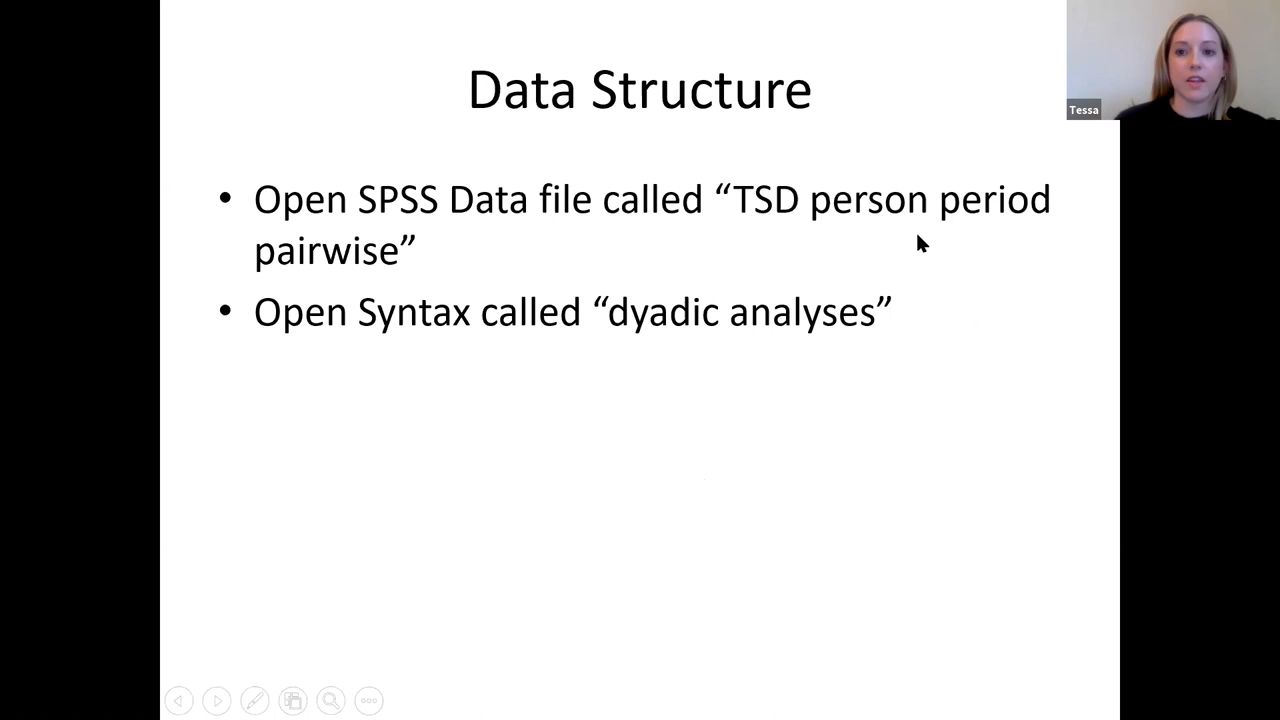 Data Structure
• Open SPSS Data file called “TSD person period
pairwise”
• Open Syntax called “dyadic analyses”
Tessa